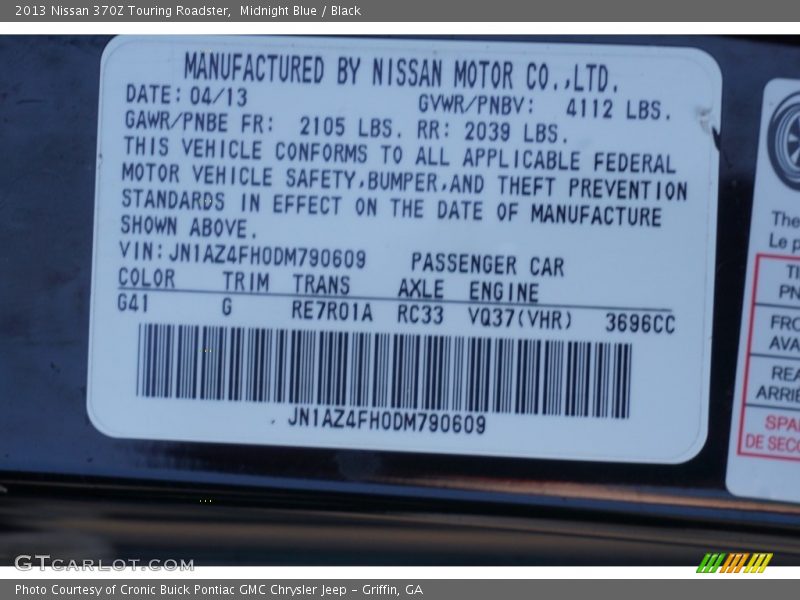 2013 Nissan 370Z Touring Roadster, Midnight Blue / Black
MANUFACTURED BY NISSAN MOTOR CO.,LTD.
DATE: 04/13 GVWR/PNBV: 4112 LBS.
GAWR/PNBE FR: 2105 LBS. RR: 2039 LBS.
THIS VEHICLE CONFORMS TO ALL APPLICABLE FEDERAL
MOTOR VEHICLE SAFETY,BUMPER,AND THEFT PREVENTION
STANDARDS IN EFFECT ON THE DATE OF MANUFACTURE
SHOWN ABOVE.
VIN: JN1AZ4FH0DM790609 PASSENGER CAR
COLOR TRIM TRANS AXLE ENGINE
G41 G RE7R01A RC33 VQ37(VHR) 3696CC
JN1AZ4FH0DM790609
The
Le p
TI
PN
FRO
AVA
REA
ARRIÈ
SPA
DE SECO
GTcarlot.com
Photo Courtesy of Cronic Buick Pontiac GMC Chrysler Jeep - Griffin, GA